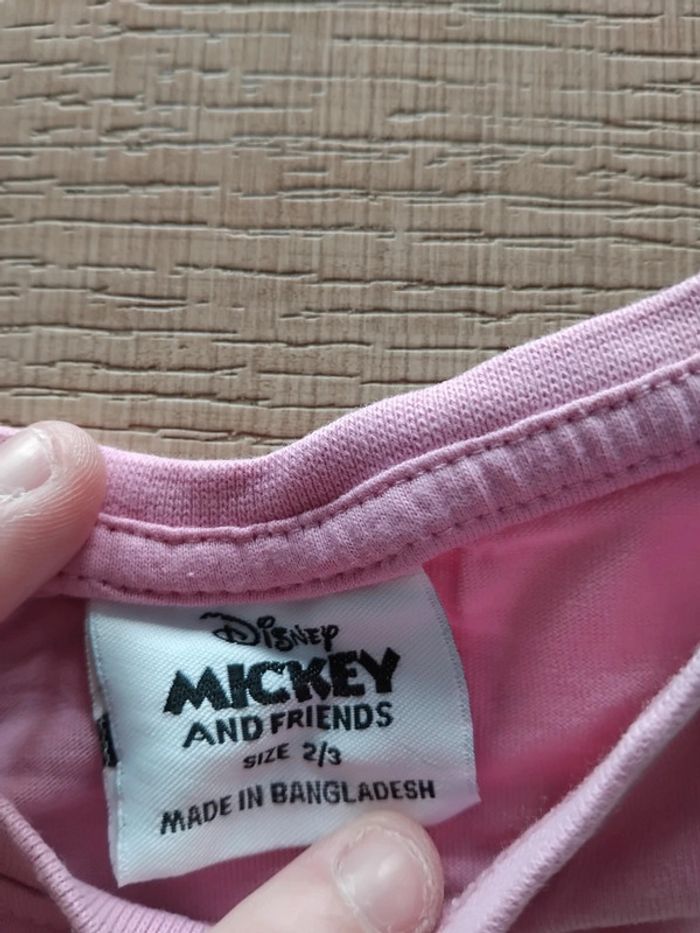 Disney
MICKEY
AND FRIENDS
SIZE 2/3
MADE IN BANGLADESH